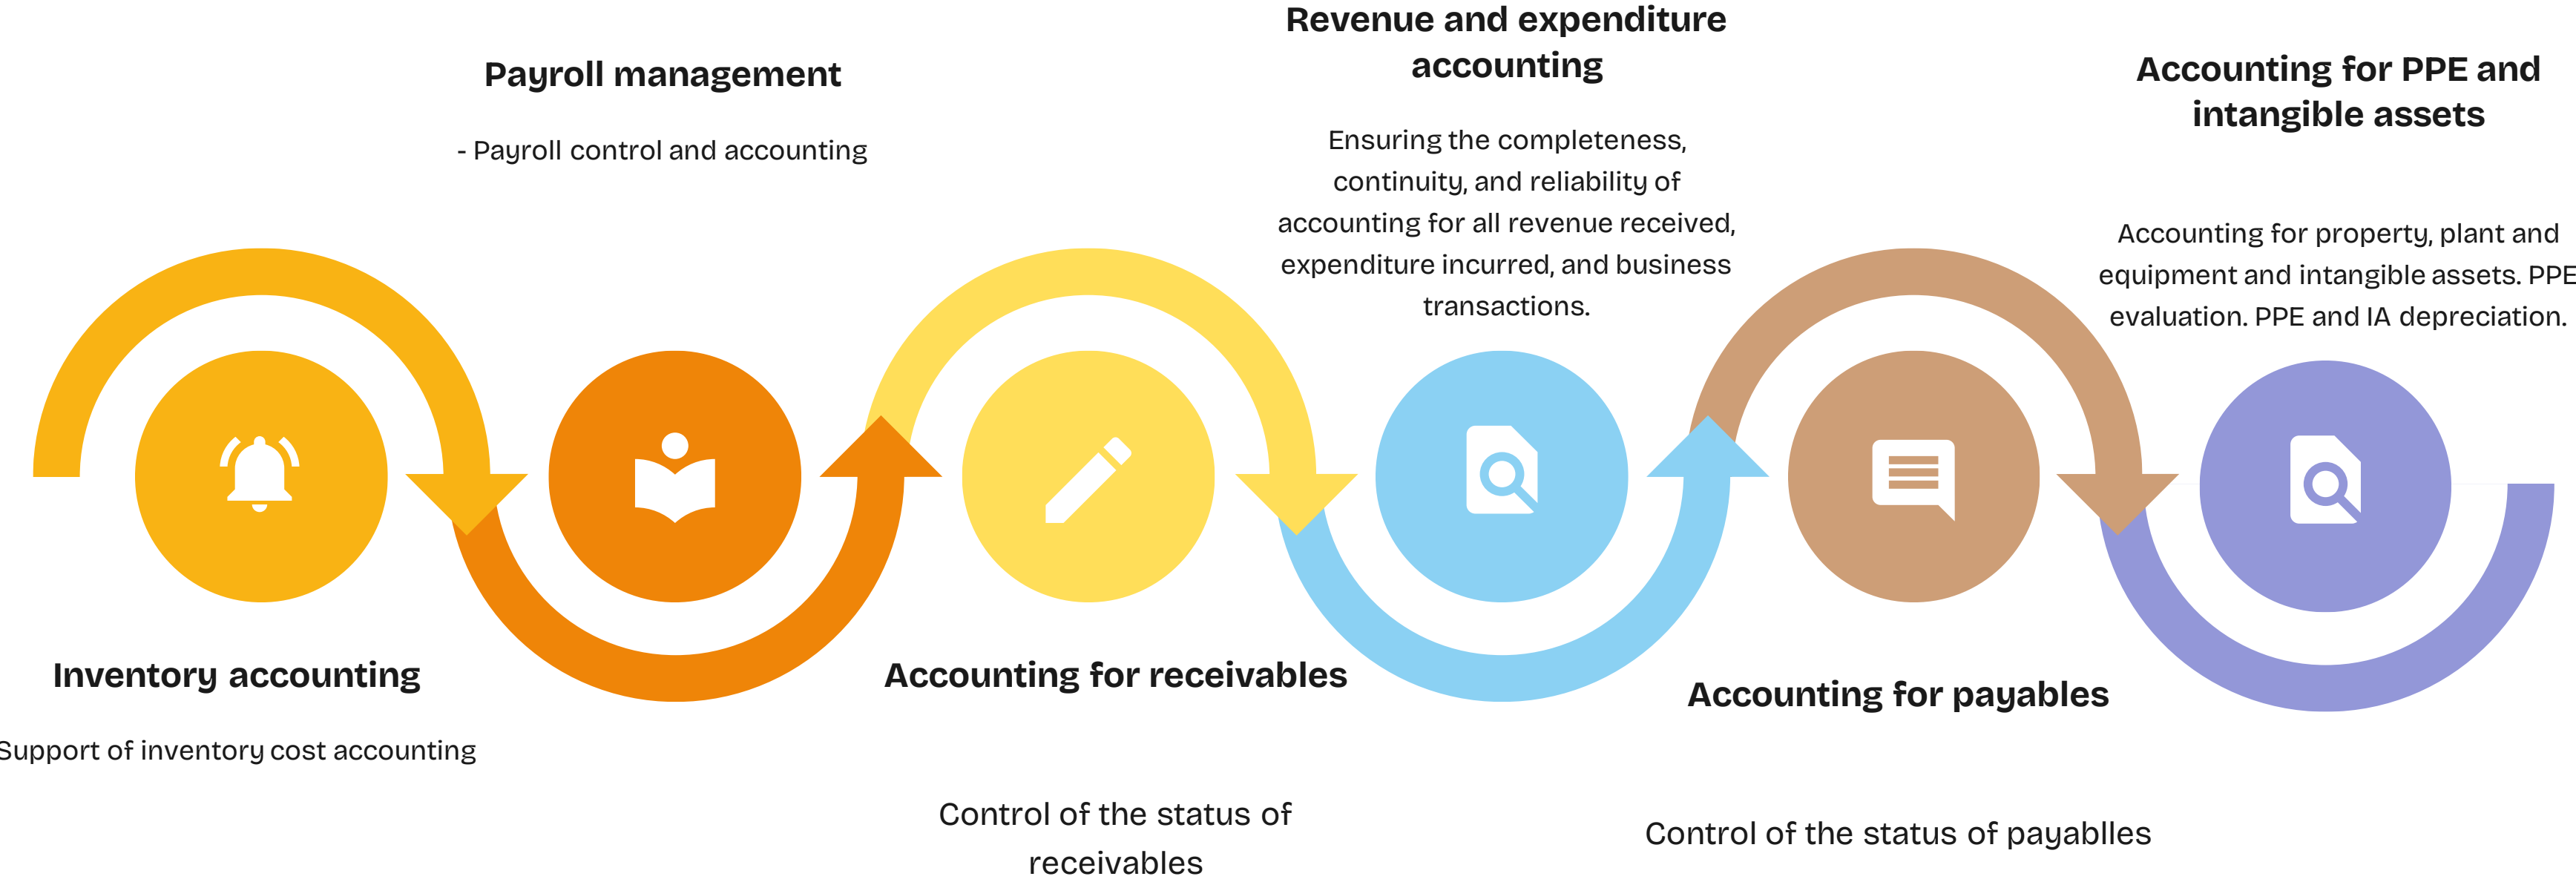 Inventory accounting
Support of inventory cost accounting
Payroll management
- Payroll control and accounting
Accounting for receivables
Control of the status of
receivables
Revenue and expenditure
accounting
Ensuring the completeness,
continuity, and reliability of
accounting for all revenue received,
expenditure incurred, and business
transactions.
Accounting for payables
Control of the status of payablles
Accounting for PPE and
intangible assets
Accounting for property, plant and
equipment and intangible assets. PPE
evaluation. PPE and IA depreciation.